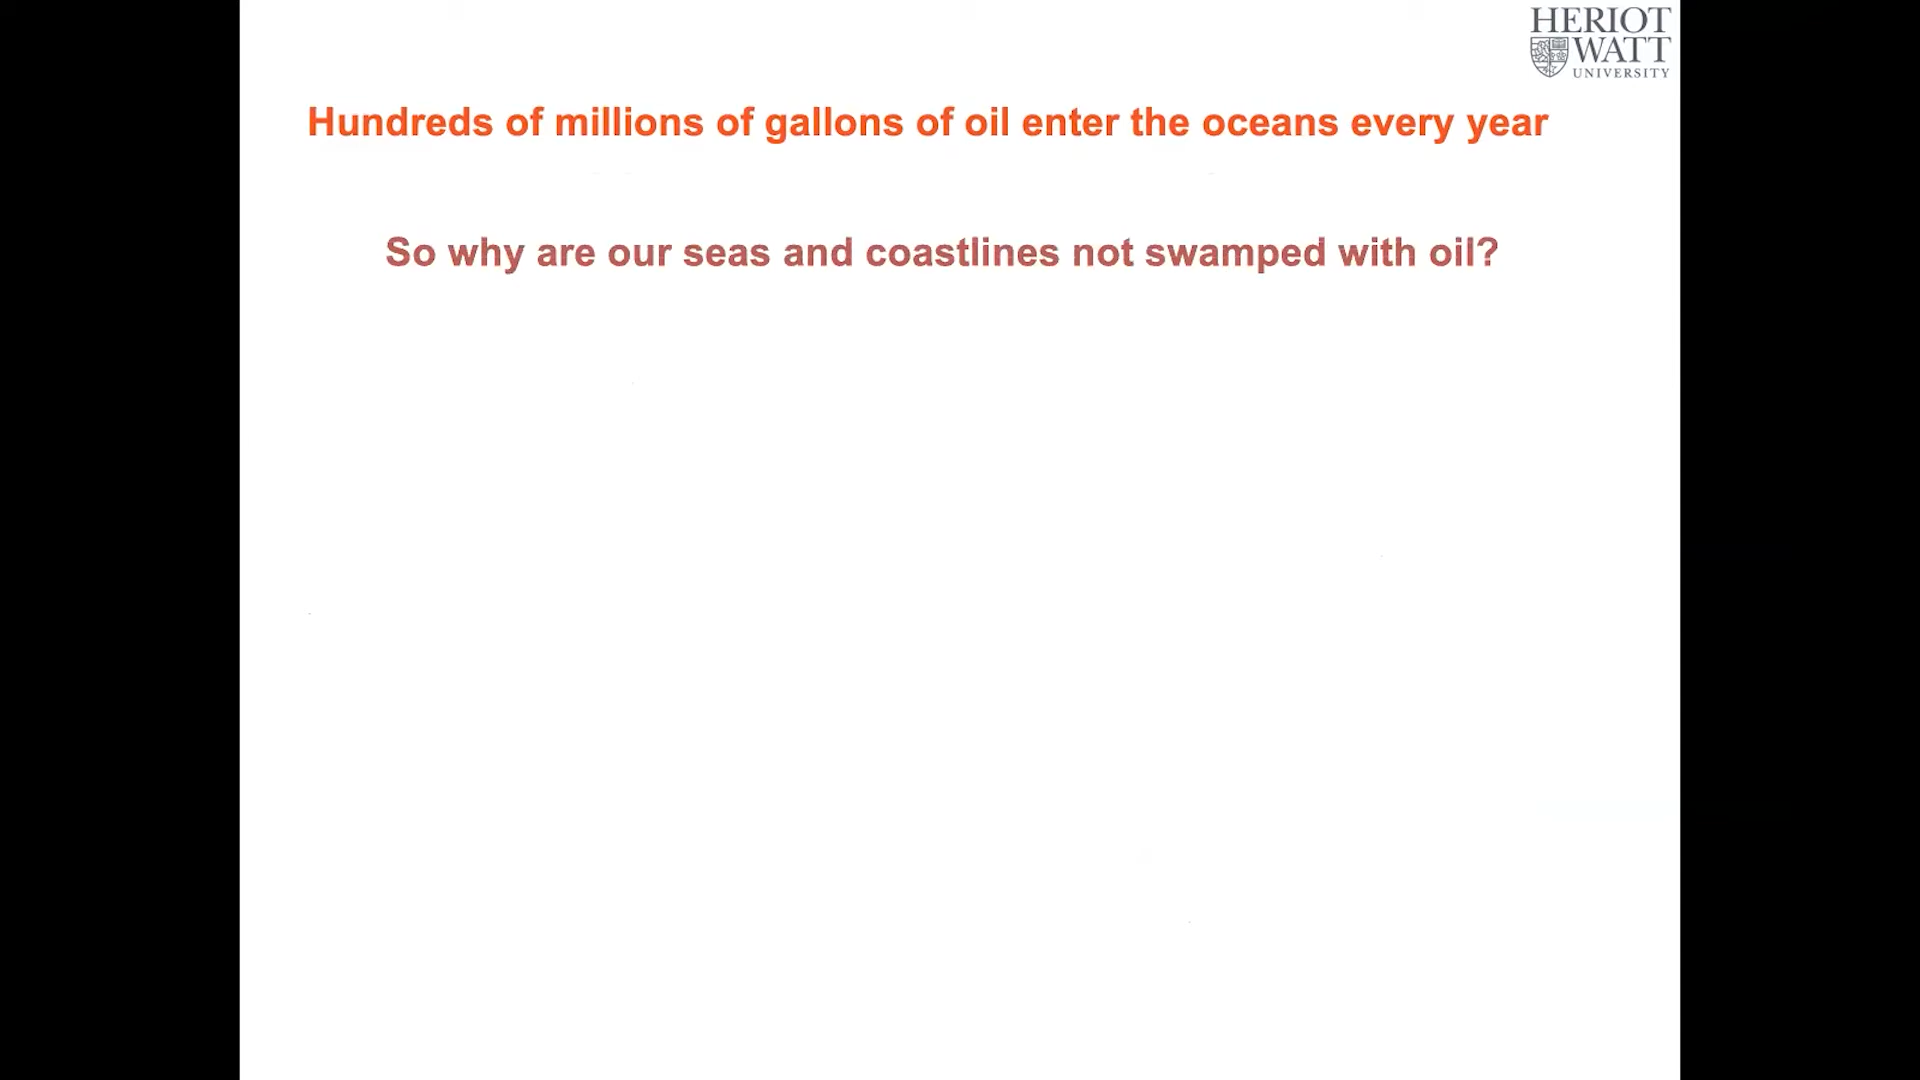 HERIOT
WATT
UNIVERSITY
Hundreds of millions of gallons of oil enter the oceans every year
So why are our seas and coastlines not swamped with oil?